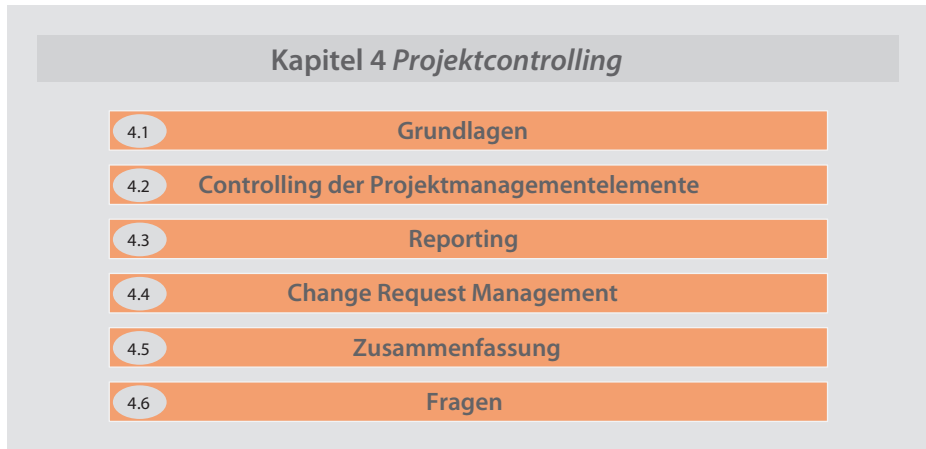 Kapitel 4 Projektcontrolling
4.1 Grundlagen
4.2 Controlling der Projektmanagementelemente
4.3 Reporting
4.4 Change Request Management
4.5 Zusammenfassung
4.6 Fragen